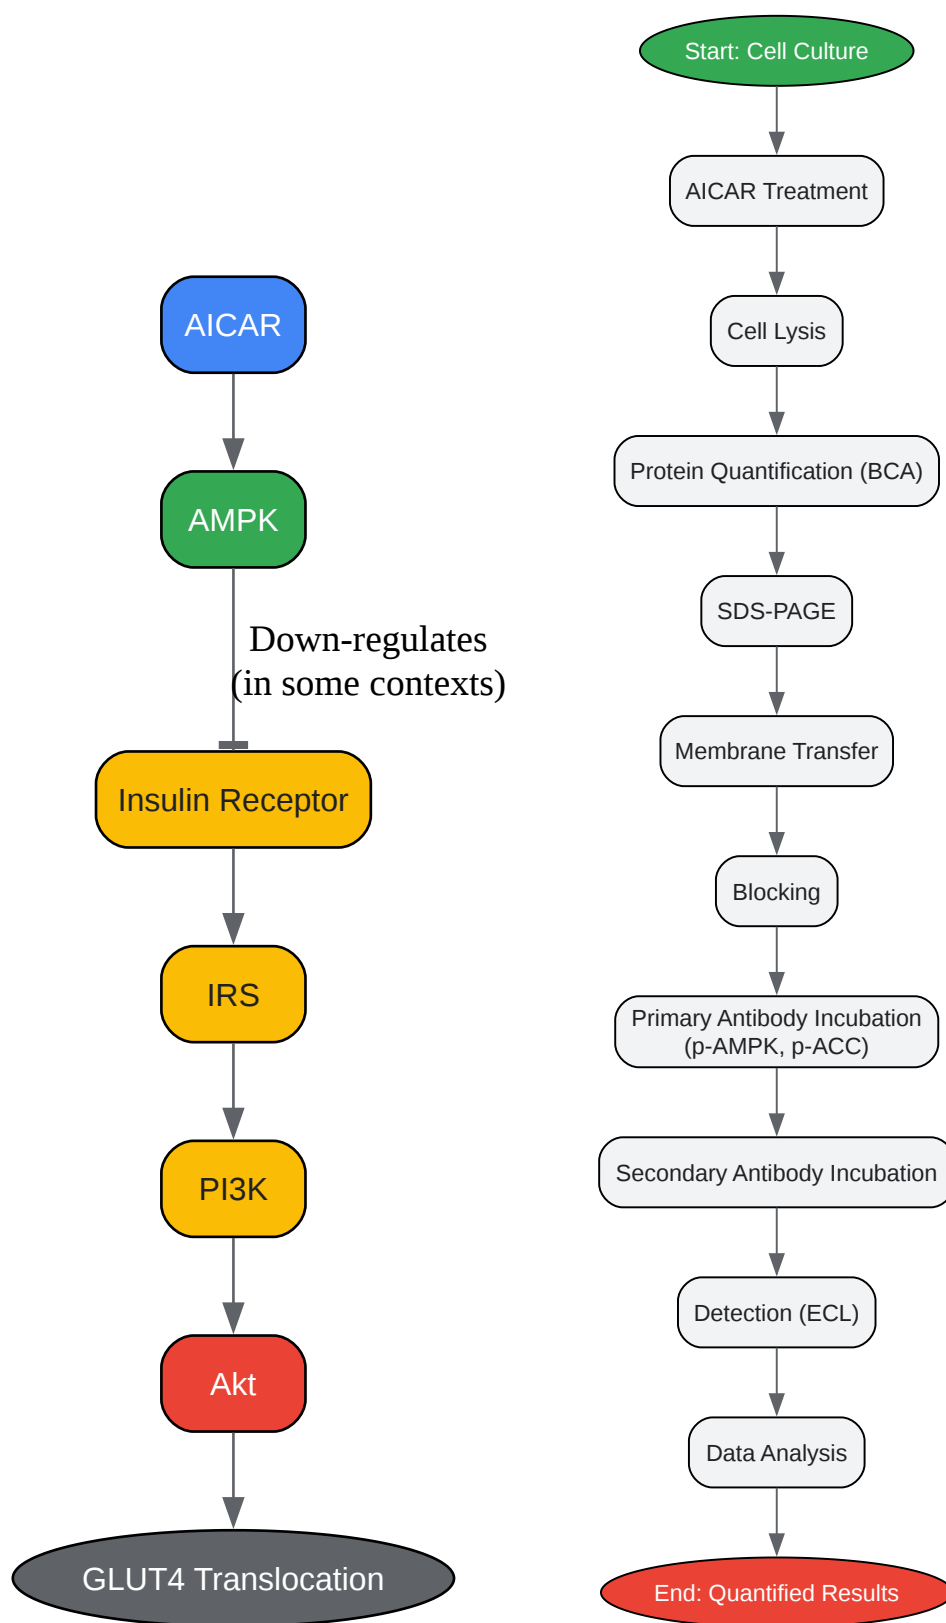 AICAR
AMPK
Down-regulates
(in some contexts)
Insulin Receptor
IRS
PI3K
Akt
GLUT4 Translocation
Start: Cell Culture
AICAR Treatment
Cell Lysis
Protein Quantification (BCA)
SDS-PAGE
Membrane Transfer
Blocking
Primary Antibody Incubation
(p-AMPK, p-ACC)
Secondary Antibody Incubation
Detection (ECL)
Data Analysis
End: Quantified Results